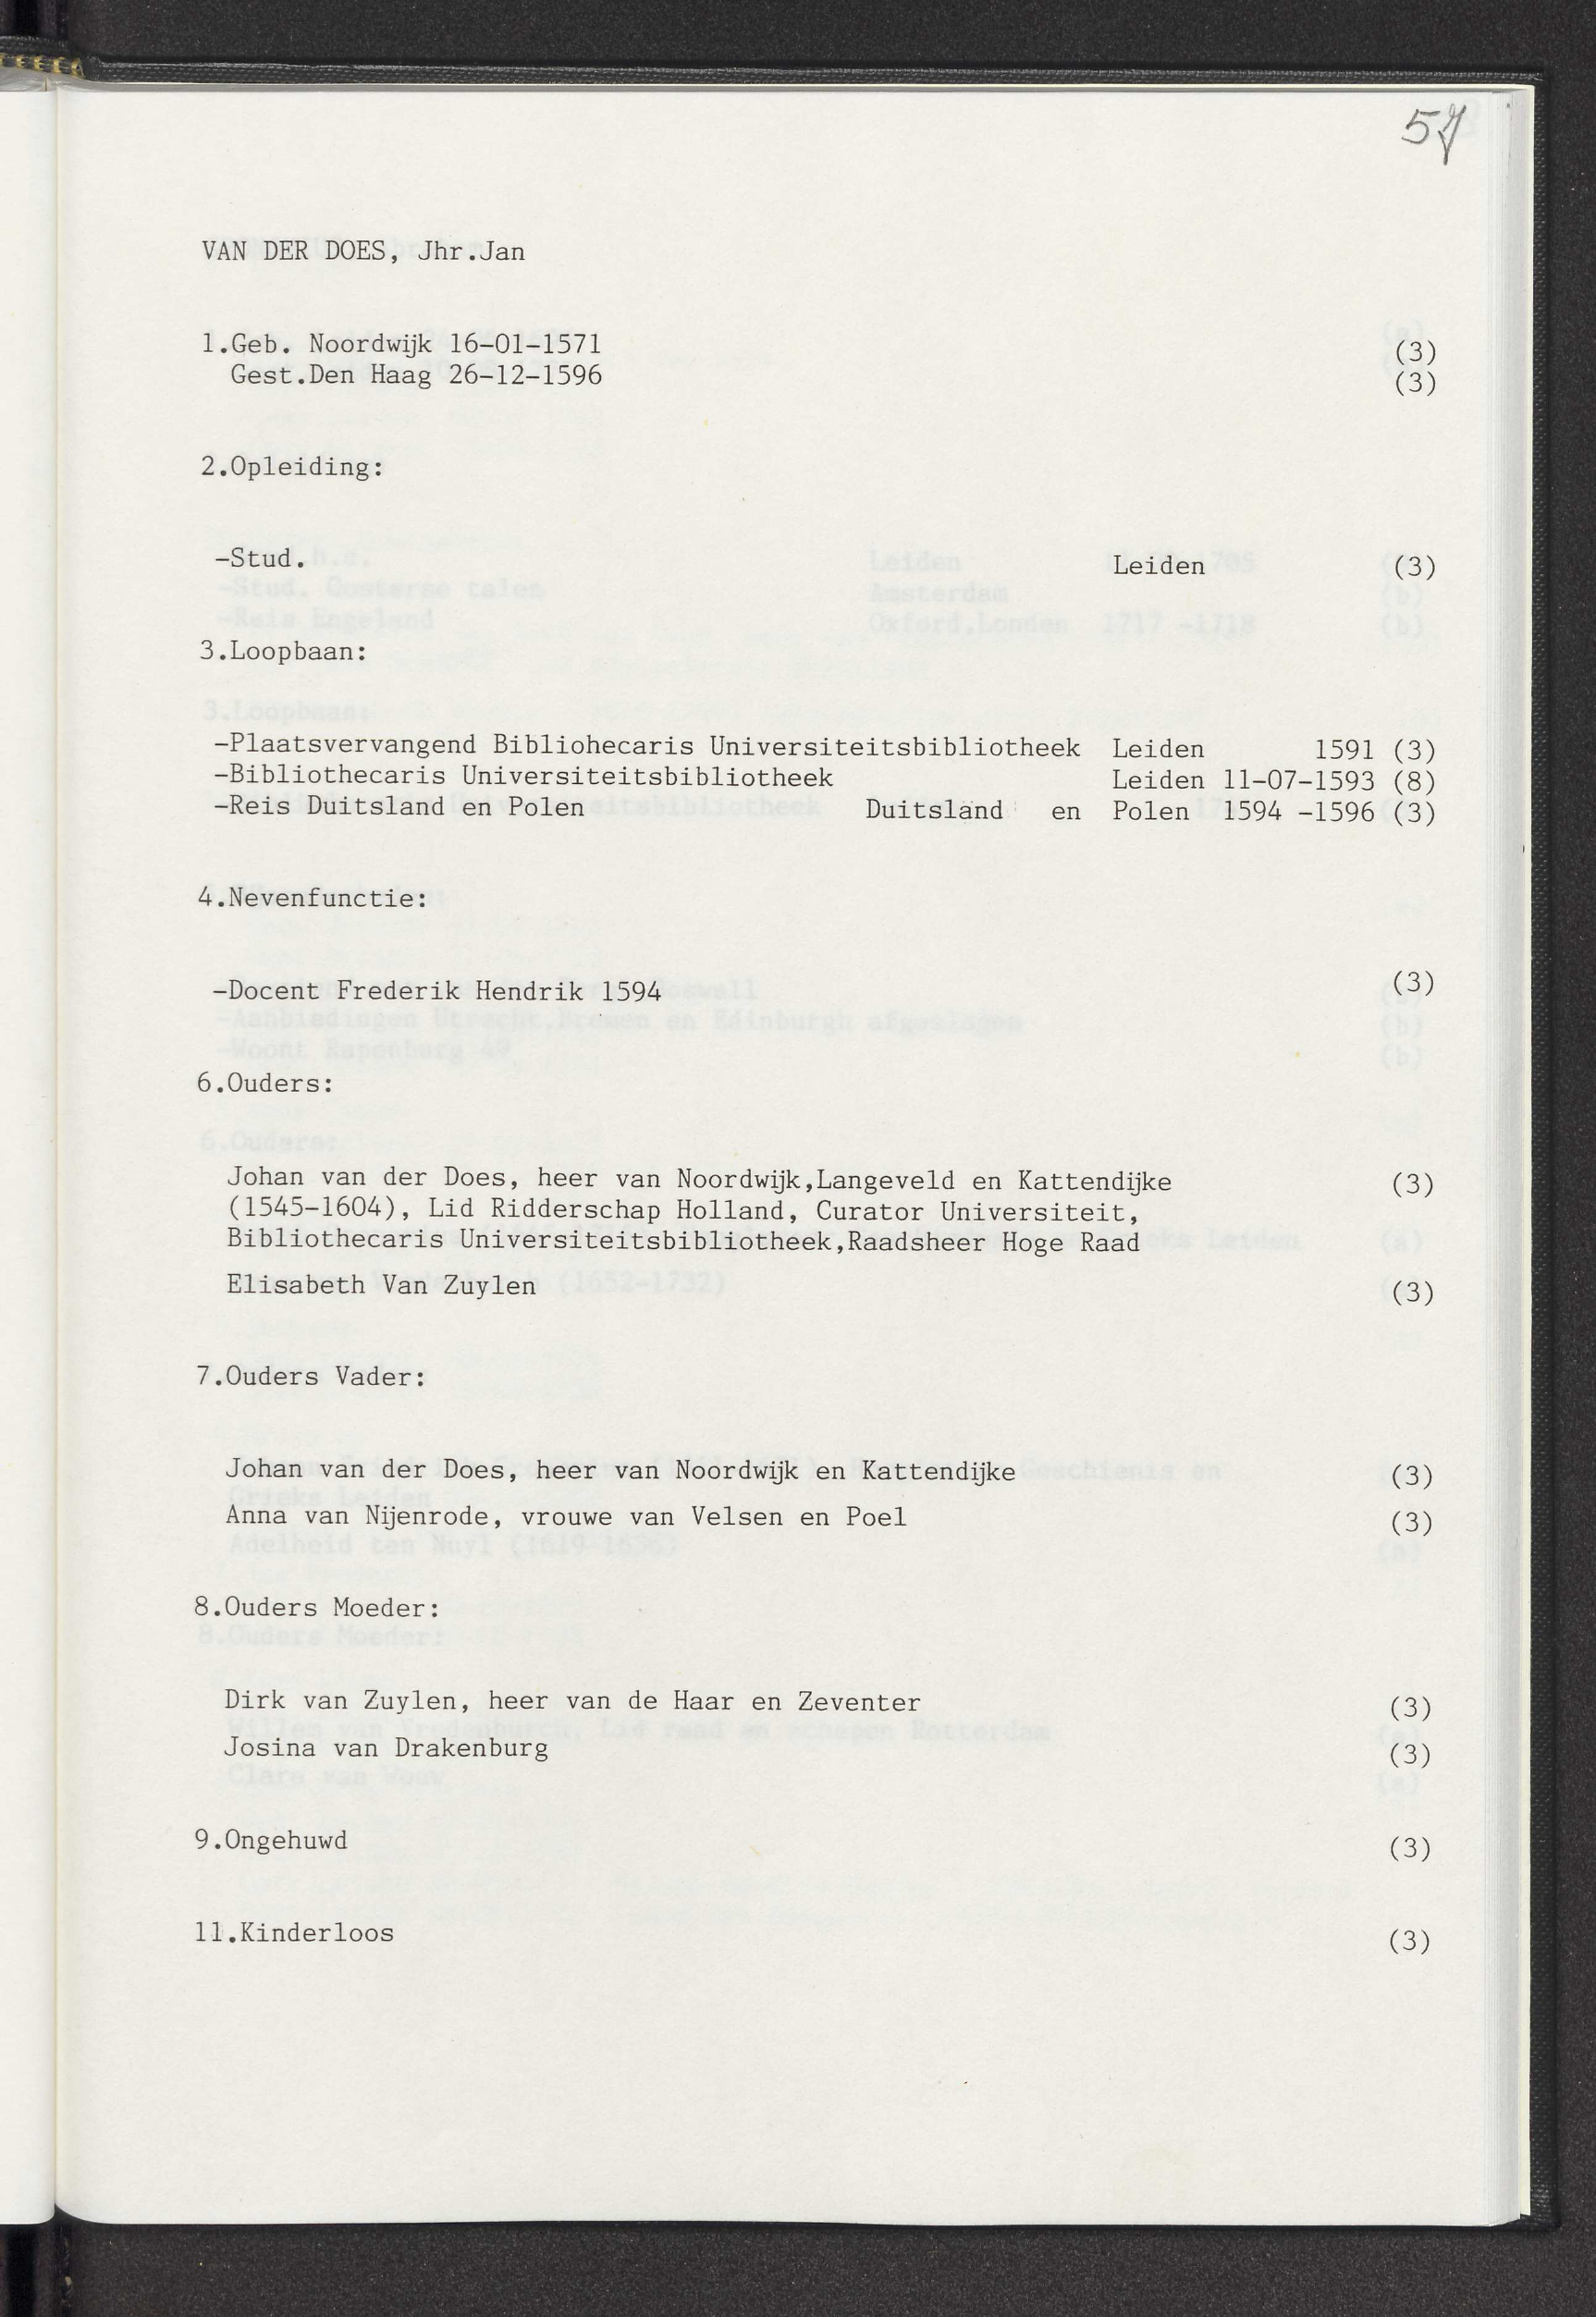 57
VAN DER DOES, Jhr.Jan
1.Geb. Noordwijk 16-01-1571 (3)
Gest.Den Haag 26-12-1596 (3)
2.Opleiding:
-Stud. Leiden (3)
3.Loopbaan:
-Plaatsvervangend Bibliohecaris Universiteitsbibliotheek Leiden 1591 (3)
-Bibliothecaris Universiteitsbibliotheek Leiden 11-07-1593 (8)
-Reis Duitsland en Polen Duitsland en Polen 1594 -1596 (3)
4.Nevenfunctie:
-Docent Frederik Hendrik 1594 (3)
6.Ouders:
Johan van der Does, heer van Noordwijk,Langeveld en Kattendijke (3)
(1545-1604), Lid Ridderschap Holland, Curator Universiteit,
Bibliothecaris Universiteitsbibliotheek,Raadsheer Hoge Raad
Elisabeth Van Zuylen (3)
7.Ouders Vader:
Johan van der Does, heer van Noordwijk en Kattendijke (3)
Anna van Nijenrode, vrouwe van Velsen en Poel (3)
8.Ouders Moeder:
Dirk van Zuylen, heer van de Haar en Zeventer (3)
Josina van Drakenburg (3)
9.Ongehuwd (3)
11.Kinderloos (3)